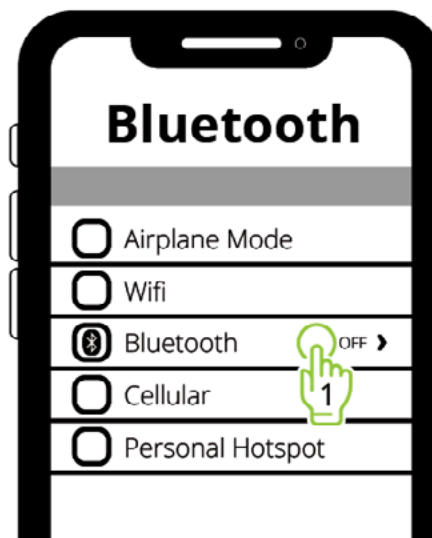 Bluetooth
Airplane Mode
Wifi
Bluetooth OFF
1
Cellular
Personal Hotspot